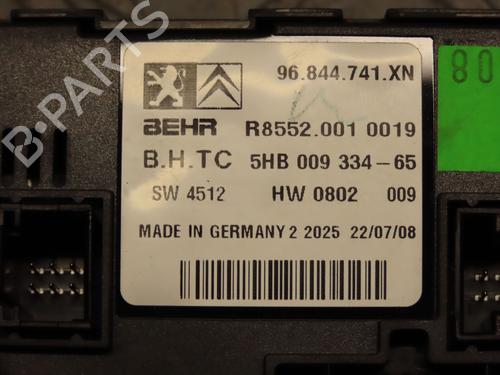 96.844.741.XN
80
BEHR R8552.001 0019
B.H.TC 5HB 009 334-65
SW 4512 HW 0802 009
MADE IN GERMANY 2 2025 22/07/08
B-PARTS
B-PARTS